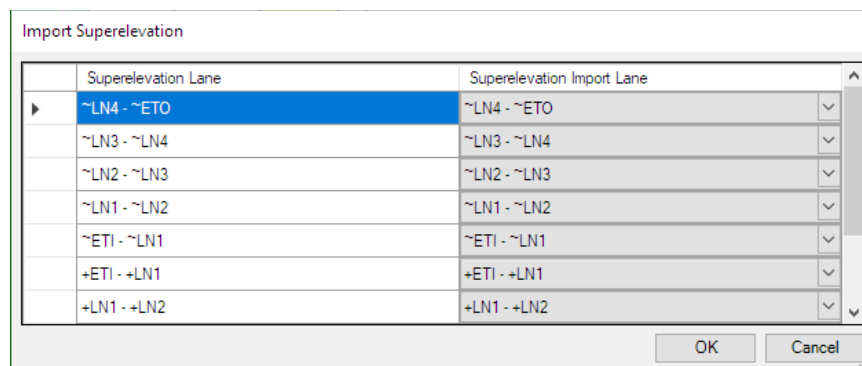 Import Superelevation
Superelevation Lane Superelevation Import Lane
~LN4 - ~ETO ~LN4 - ~ETO
~LN3 - ~LN4 ~LN3 - ~LN4
~LN2 - ~LN3 ~LN2 - ~LN3
~LN1 - ~LN2 ~LN1 - ~LN2
~ETI - ~LN1 ~ETI - ~LN1
+ETI - +LN1 +ETI - +LN1
+LN1 - +LN2 +LN1 - +LN2
OK Cancel